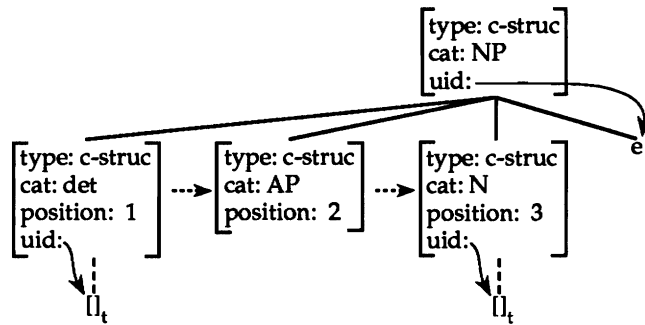 type: c-struc
cat: NP
uid:
e
type: c-struc
cat: det
position: 1
uid:
type: c-struc
cat: AP
position: 2
type: c-struc
cat: N
position: 3
uid:
[]t
[]t